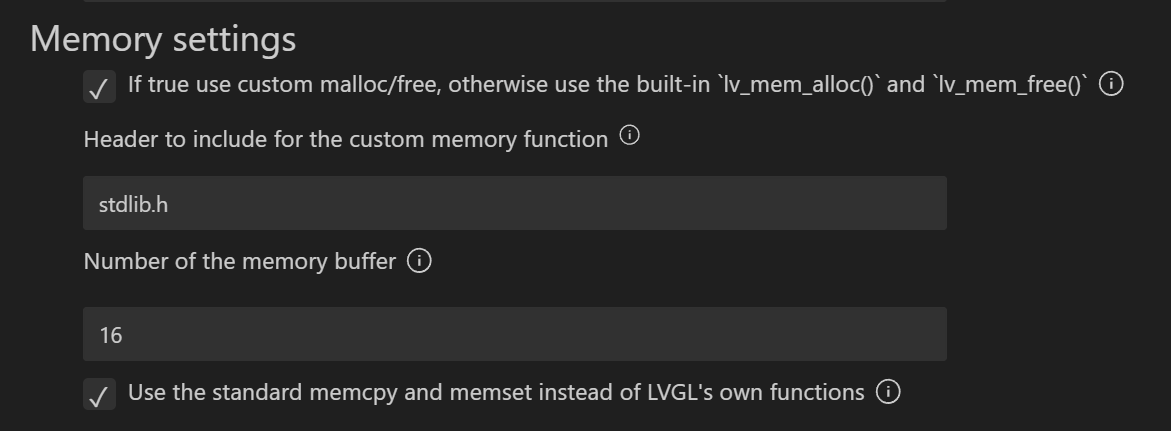 Memory settings
If true use custom malloc/free, otherwise use the built-in `lv_mem_alloc()` and `lv_mem_free()`
Header to include for the custom memory function
stdlib.h
Number of the memory buffer
16
Use the standard memcpy and memset instead of LVGL's own functions